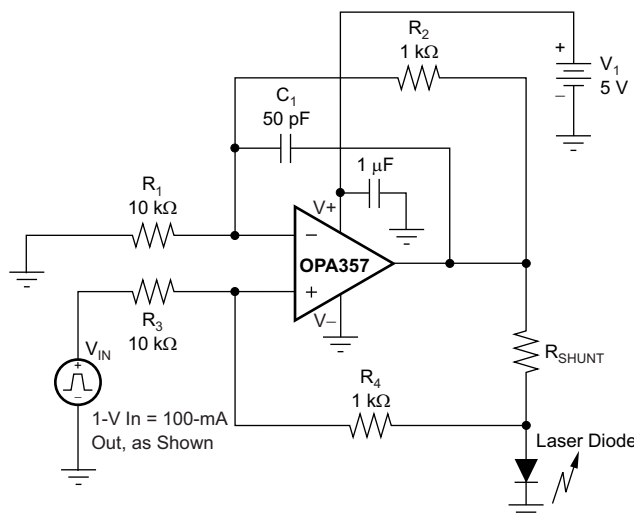 R2
1 kΩ
+
V1
5 V
−
C1
50 pF
1 µF
R1
10 kΩ
V+
−
OPA357
+
V−
R3
10 kΩ
RSHUNT
VIN
+
−
R4
1 kΩ
1-V In = 100-mA
Out, as Shown
Laser Diode